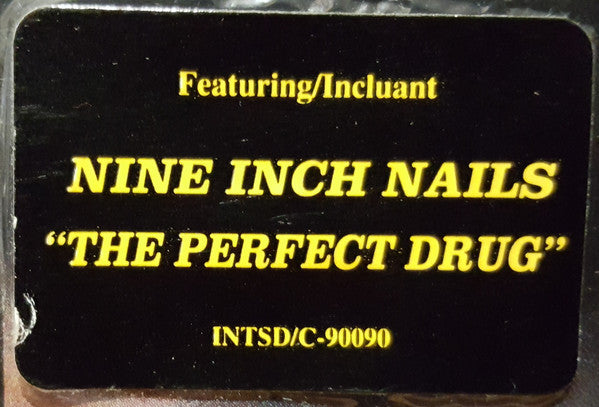 Featuring/Incluant
NINE INCH NAILS
“THE PERFECT DRUG”
INTSD/C-90090